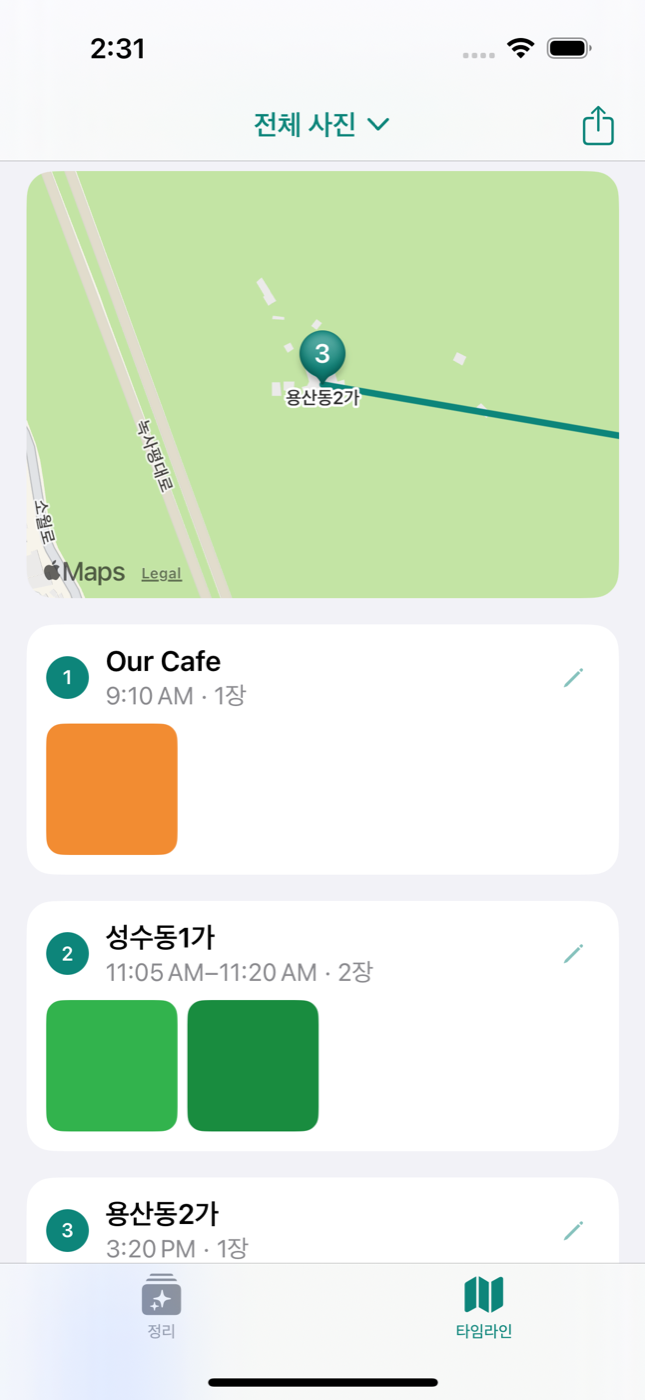 2:31
전체 사진
3
용산동2가
녹사평대로
소월로
Maps Legal
1
Our Cafe
9:10 AM · 1장
2
성수동1가
11:05 AM–11:20 AM · 2장
3
용산동2가
3:20 PM · 1장
정리
타임라인